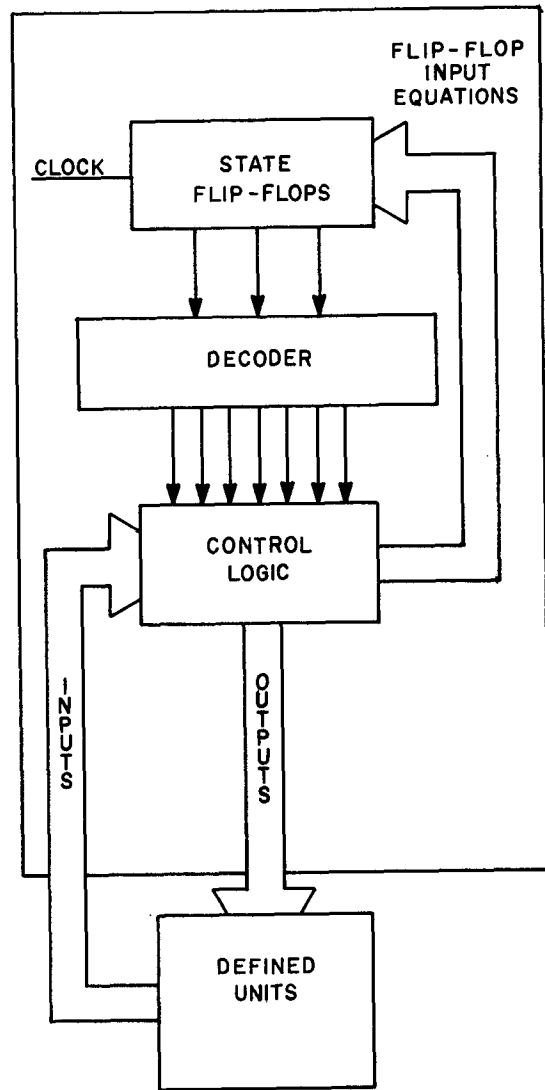 FLIP-FLOP
INPUT
EQUATIONS
CLOCK
STATE
FLIP-FLOPS
DECODER
CONTROL
LOGIC
INPUTS
OUTPUTS
DEFINED
UNITS